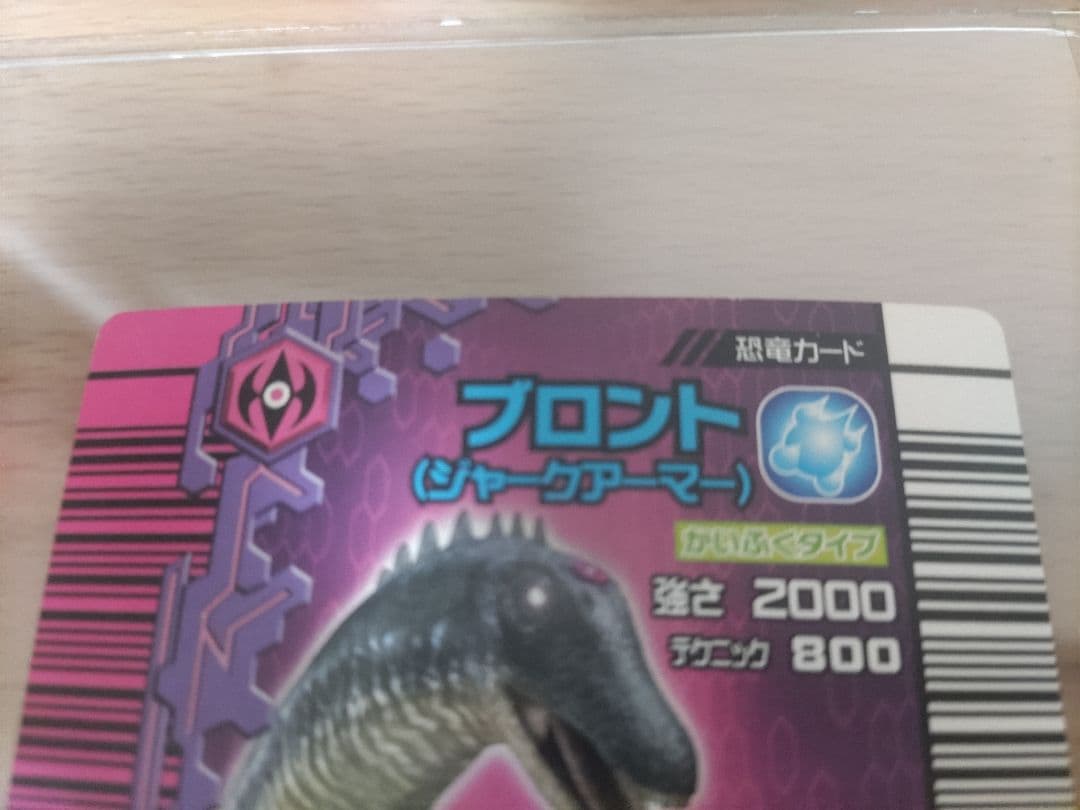 恐竜カード
ブロント
(ジャークアーマー)
かいふくタイプ
強さ 2000
テクニック 800